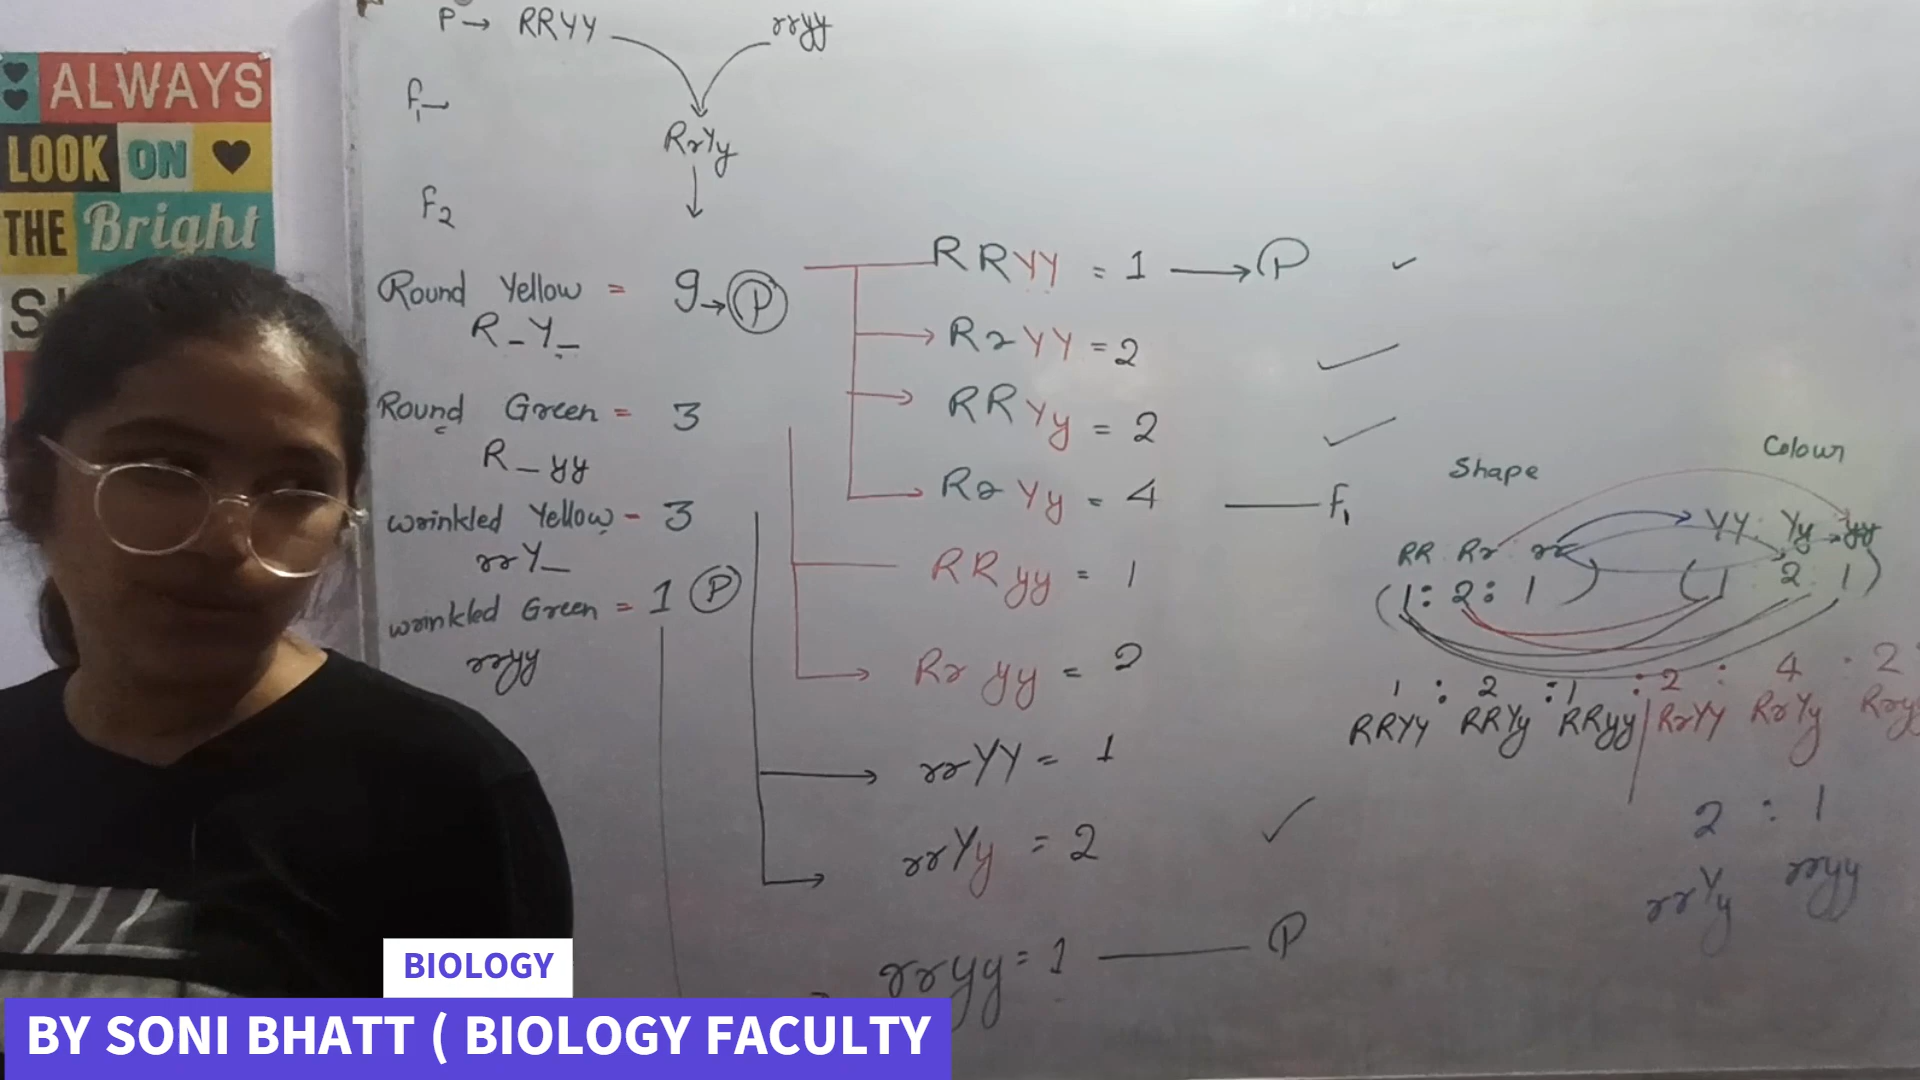 ALWAYS
LOOK ON
THE Bright
P → RRYY rryy
F1 →
RrYy
F2
Round Yellow = 9 → P
R_Y_
Round Green = 3
R_yy
wrinkled Yellow - 3
rrY_
wrinkled Green = 1 P
rryy
RRYY = 1 → P
RrYY = 2
RRYy = 2
RrYy = 4 — F1
RRyy = 1
Rryy = 2
rrYY = 1
rrYy = 2
rryy = 1 — P
Shape Colour
RR Rr rr YY : Yy yy
(1 : 2 : 1) (1 2 : 1)
1 : 2 : 1 : 2 : 4 : 2
RRYY RRYy RRyy RrYY RrYy Rryy
2 : 1
rrYy rryy
BIOLOGY
BY SONI BHATT ( BIOLOGY FACULTY